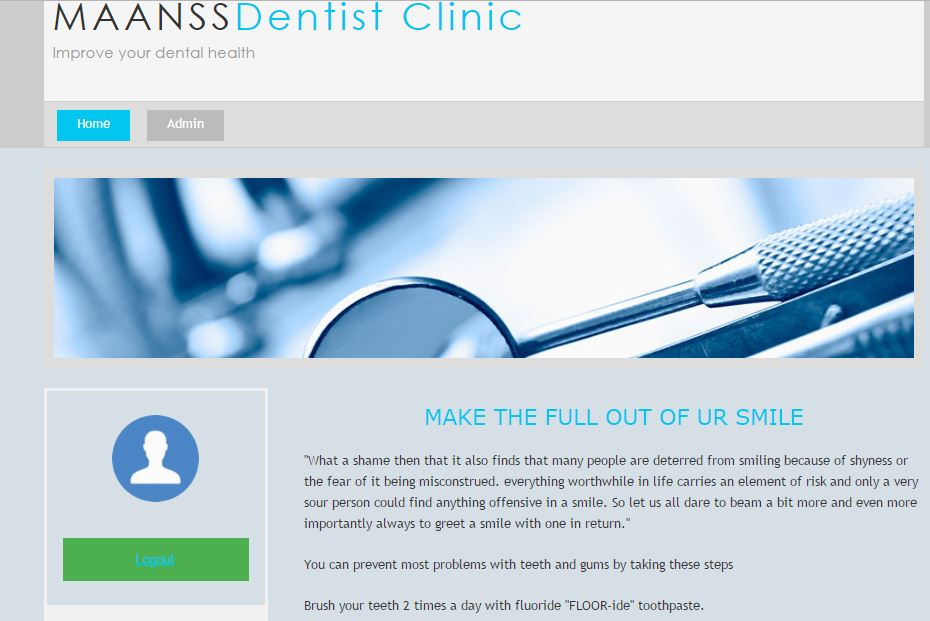 MAANSSDentist Clinic
Improve your dental health
Home
Admin
MAKE THE FULL OUT OF UR SMILE
"What a shame then that it also finds that many people are deterred from smiling because of shyness or
the fear of it being misconstrued. everything worthwhile in life carries an element of risk and only a very
sour person could find anything offensive in a smile. So let us all dare to beam a bit more and even more
importantly always to greet a smile with one in return."
Logout
You can prevent most problems with teeth and gums by taking these steps
Brush your teeth 2 times a day with fluoride "FLOOR-ide" toothpaste.